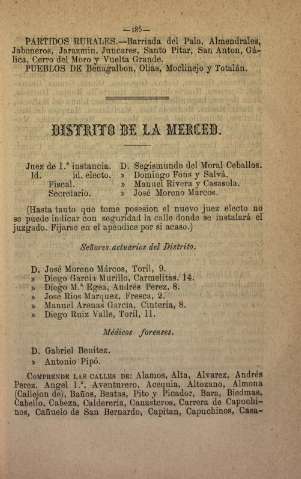 —185—
PARTIDOS RURALES.—Barriada del Palo, Almendrales,
Jaboneros, Jarazmin, Juncares, Santo Pitar, San Anton, Gá-
lica, Cerro del Moro y Vuelta Grande.
PUEBLOS DE Benagalbon, Olías, Moclinejo y Totalán.
DISTRITO DE LA MERCED.
Juez de 1.ª instancia. D. Segismundo del Moral Ceballos.
Id. id. electo. » Domingo Fons y Salvá.
Fiscal. » Manuel Rivera y Casasola.
Secretario. » José Moreno Márcos.
(Hasta tanto que tome posesion el nuevo juez electo no
se puede indicar con seguridad la calle donde se instalará el
juzgado. Fijarse en el apéndice por si acaso.)
Señores actuarios del Distrito.
D. José Moreno Márcos, Toril, 9.
» Diego García Murillo, Carmelitas, 14.
» Diego M.ª Egea, Andrés Perez, 8.
» José Rios Marquez, Fresca, 2.
» Manuel Arenas García, Cintería, 8.
» Diego Ruiz Valle, Toril, 11.
Médicos forenses.
D. Gabriel Benitez.
» Antonio Pipó.
COMPRENDE LAS CALLES DE: Alamos, Alta, Alvarez, Andrés
Perez, Angel 1.ª, Aventurero, Acequia, Altozano, Almona
(Callejon de), Baños, Beatas, Pito y Picador, Bara, Biedmas,
Cabello, Cabeza, Calderería, Canasteros, Carrera de Capuchi-
nos, Cañuelo de San Bernardo, Capitan, Capuchinos, Casa-